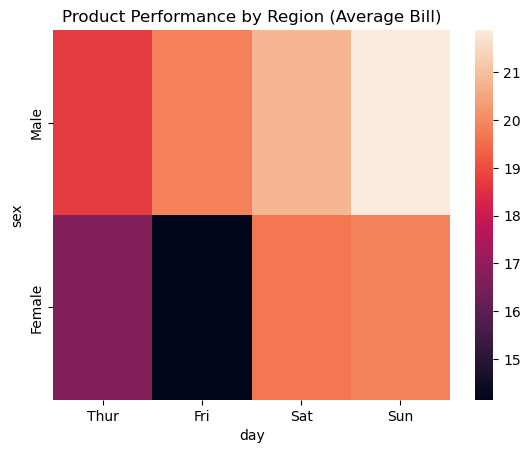 Product Performance by Region (Average Bill)
Male
Female
sex
Thur Fri Sat Sun
day
21
20
19
18
17
16
15